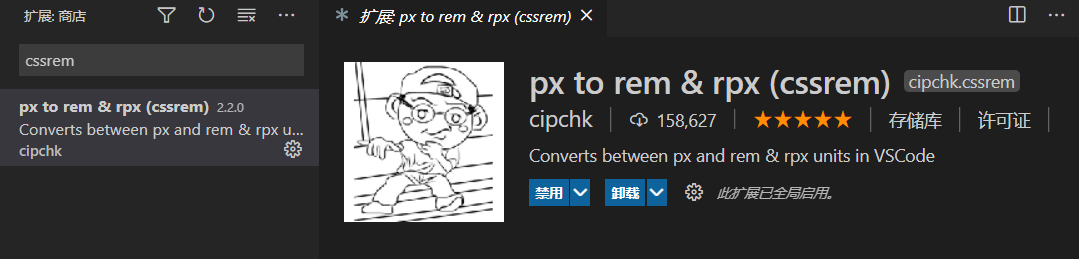 扩展: 商店
cssrem
px to rem & rpx (cssrem) 2.2.0
Converts between px and rem & rpx u...
cipchk
扩展: px to rem & rpx (cssrem)
px to rem & rpx (cssrem) cipchk.cssrem
cipchk 158,627 存储库 许可证
Converts between px and rem & rpx units in VSCode
禁用 卸载 此扩展已全局启用。